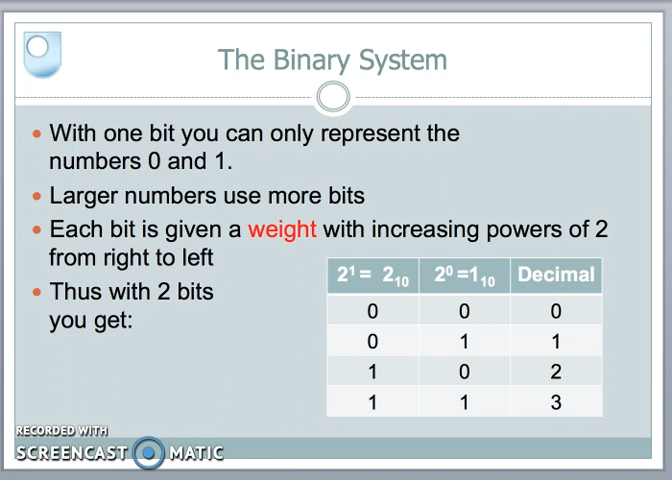 The Binary System
• With one bit you can only represent the
numbers 0 and 1.
• Larger numbers use more bits
• Each bit is given a weight with increasing powers of 2
from right to left
• Thus with 2 bits
you get:
2¹ = 2₁₀ 2⁰ =1₁₀ Decimal
0 0 0
0 1 1
1 0 2
1 1 3
RECORDED WITH
SCREENCAST MATIC